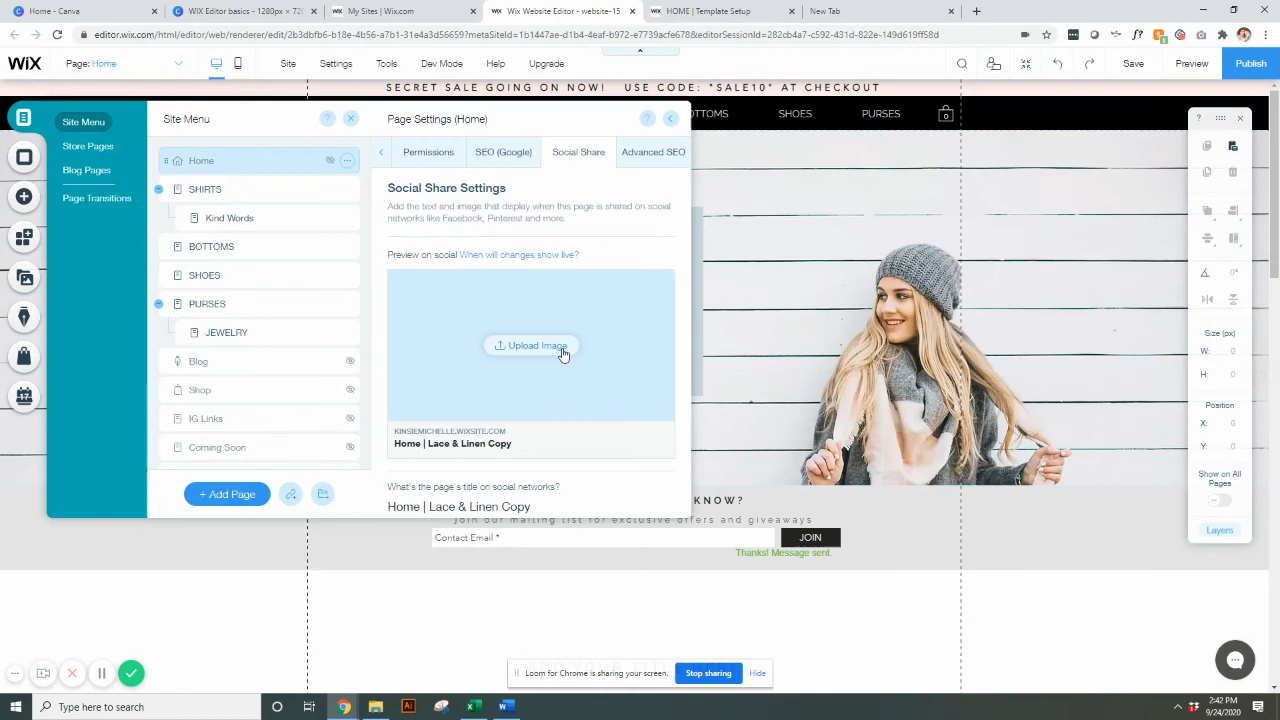 Home - Canva
Editor basics - 1280px × 72
My Sites | Wix.com
Wix Website Editor - website-15
HOME | Template Setup
New Tab
editor.wix.com/html/editor/web/renderer/edit/2b3dbfb6-b18e-4b56-a7b1-31e4a3d56659?metaSiteId=1b1447ae-d1b4-4eaf-b972-e7739afe678&editorSessionId=282cb4a7-c592-431d-822e-149d619ff58d
WiX
Page: Home
Site
Settings
Tools
Dev Mode
Help
Upgrade
Save
Preview
Publish
SECRET SALE GOING ON NOW! USE CODE: "SALE10" AT CHECKOUT
OTTOMS
SHOES
PURSES
0
Site Menu
Store Pages
Blog Pages
Page Transitions
Site Menu
?
Home
SHIRTS
Kind Words
BOTTOMS
SHOES
PURSES
JEWELRY
Blog
Shop
IG Links
Coming Soon
+ Add Page
Page Settings (Home)
?
Permissions
SEO (Google)
Social Share
Advanced SEO
Social Share Settings
Add the text and image that display when this page is shared on social
networks like Facebook, Pinterest and more.
Preview on social When will changes show live?
Upload Image
KINSIEMICHELLE.WIXSITE.COM
Home | Lace & Linen Copy
What's the page's title on social networks?
Home | Lace & Linen Copy
KNOW?
join our mailing list for exclusive offers and giveaways
Contact Email *
JOIN
Thanks! Message sent.
?
0°
Size (px)
W: 0
H: 0
Position
X: 0
Y: 0
Show on All
Pages
Layers
Loom for Chrome is sharing your screen.
Stop sharing
Hide
Type here to search
2:42 PM
9/24/2020